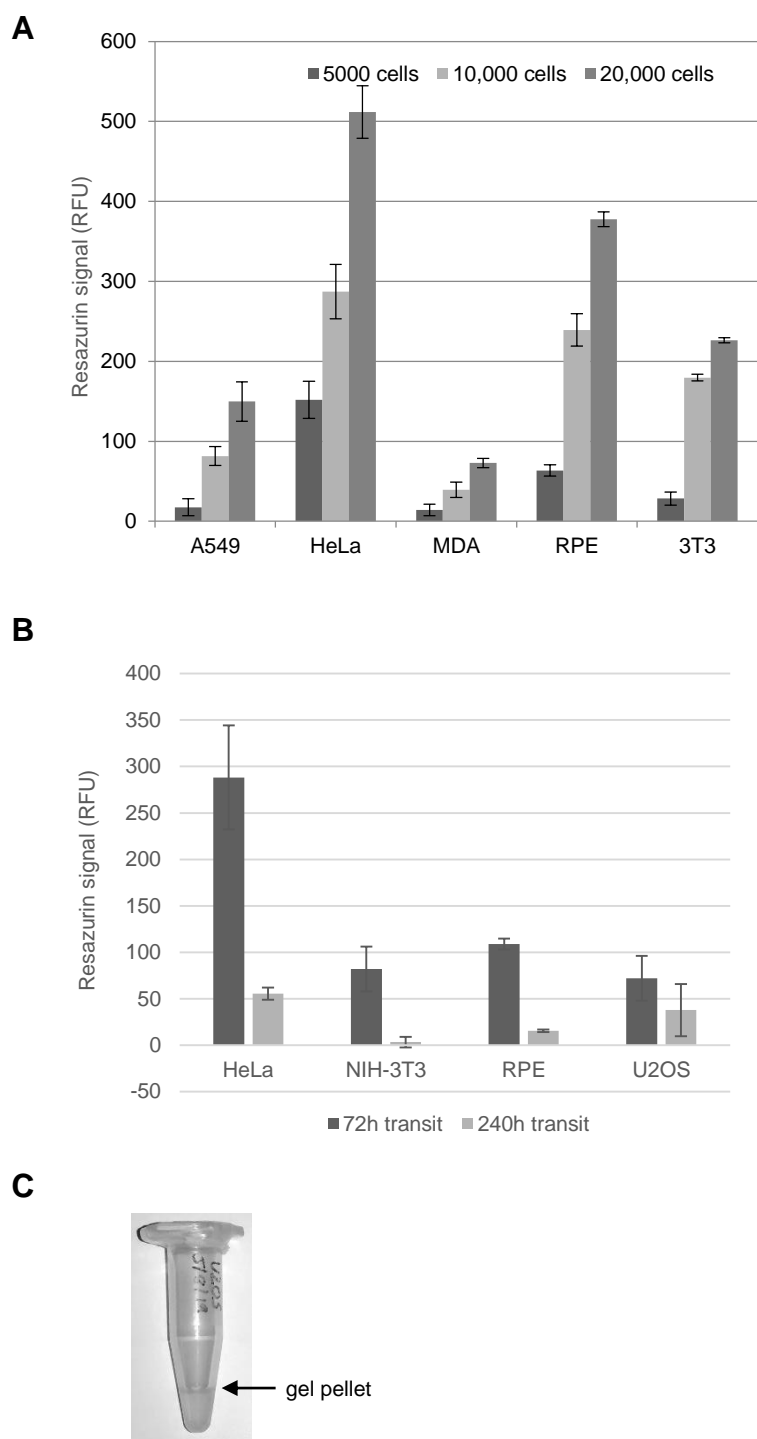 A
600
5000 cells 10,000 cells 20,000 cells
500
400
300
200
100
0
Resazurin signal (RFU)
A549 HeLa MDA RPE 3T3
B
400
350
300
250
200
150
100
50
0
-50
Resazurin signal (RFU)
HeLa NIH-3T3 RPE U2OS
72h transit 240h transit
C
U2OS
gel pellet